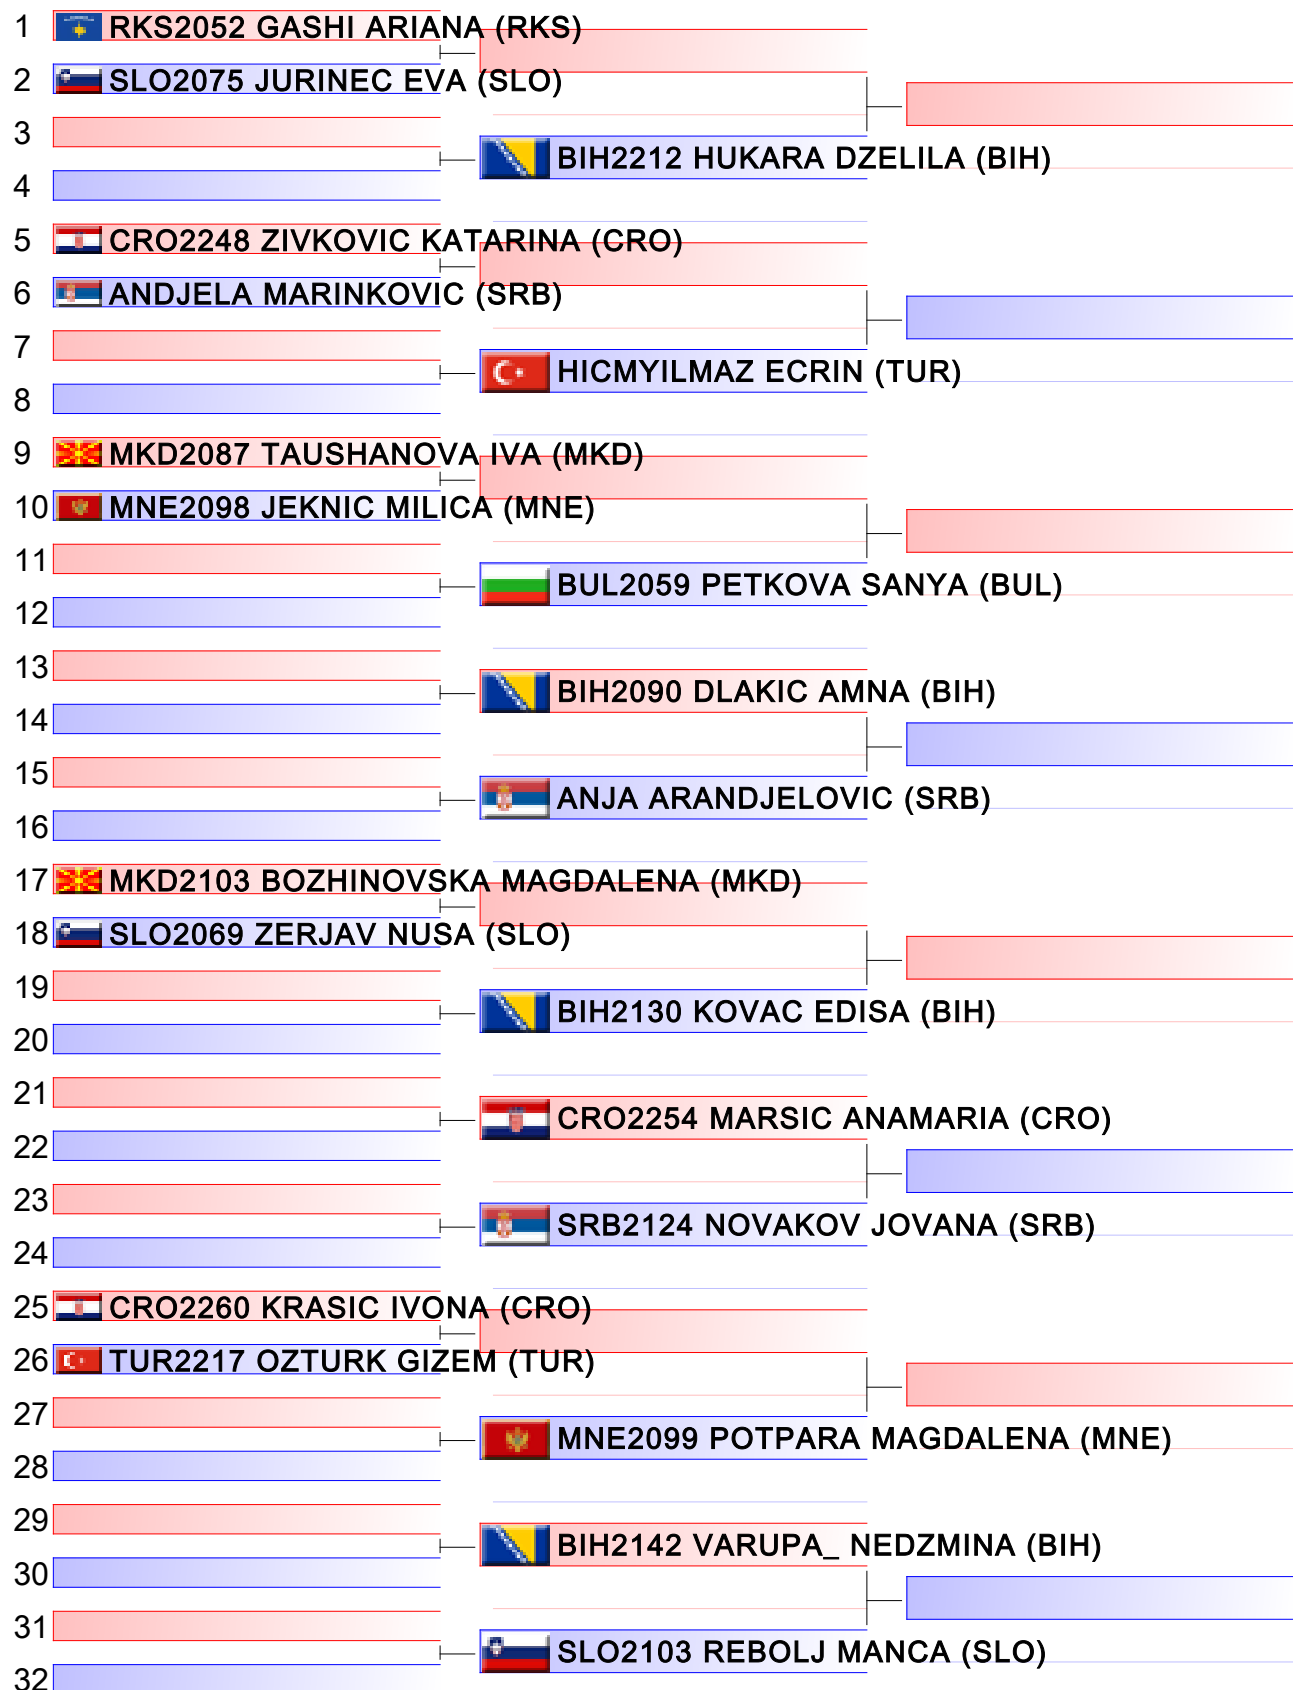 1 RKS2052 GASHI ARIANA (RKS)
2 SLO2075 JURINEC EVA (SLO)
3
BIH2212 HUKARA DZELILA (BIH)
4
5 CRO2248 ZIVKOVIC KATARINA (CRO)
6 ANDJELA MARINKOVIC (SRB)
7
HICMYILMAZ ECRIN (TUR)
8
9 MKD2087 TAUSHANOVA IVA (MKD)
10 MNE2098 JEKNIC MILICA (MNE)
11
BUL2059 PETKOVA SANYA (BUL)
12
13
BIH2090 DLAKIC AMNA (BIH)
14
15
ANJA ARANDJELOVIC (SRB)
16
17 MKD2103 BOZHINOVSKA MAGDALENA (MKD)
18 SLO2069 ZERJAV NUSA (SLO)
19
BIH2130 KOVAC EDISA (BIH)
20
21
CRO2254 MARSIC ANAMARIA (CRO)
22
23
SRB2124 NOVAKOV JOVANA (SRB)
24
25 CRO2260 KRASIC IVONA (CRO)
26 TUR2217 OZTURK GIZEM (TUR)
27
MNE2099 POTPARA MAGDALENA (MNE)
28
29
BIH2142 VARUPA_ NEDZMINA (BIH)
30
31
SLO2103 REBOLJ MANCA (SLO)
32